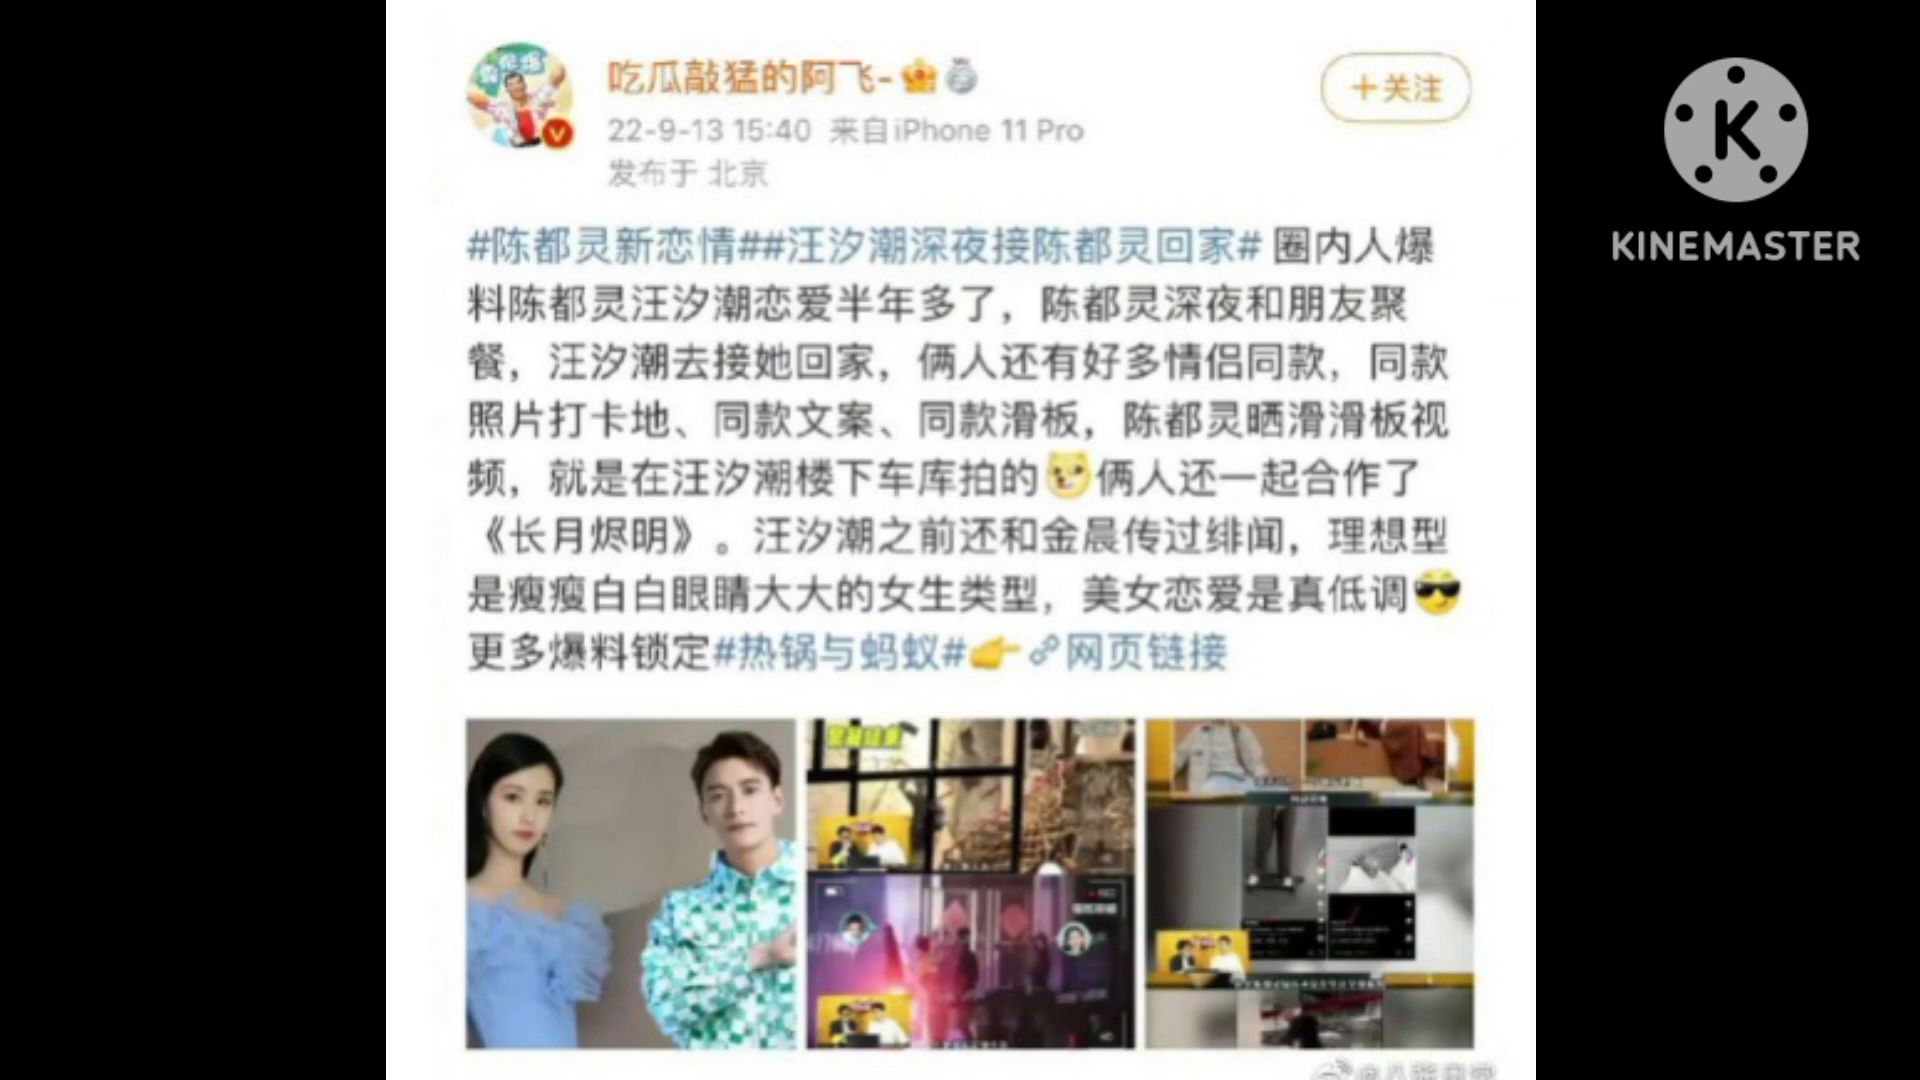 吃瓜敲猛的阿飞-
+关注
22-9-13 15:40 来自iPhone 11 Pro
发布于 北京
#陈都灵新恋情##汪汐潮深夜接陈都灵回家# 圈内人爆
料陈都灵汪汐潮恋爱半年多了，陈都灵深夜和朋友聚
餐，汪汐潮去接她回家，俩人还有好多情侣同款，同款
照片打卡地、同款文案、同款滑板，陈都灵晒滑滑板视
频，就是在汪汐潮楼下车库拍的俩人还一起合作了
《长月烬明》。汪汐潮之前还和金晨传过绯闻，理想型
是瘦瘦白白眼睛大大的女生类型，美女恋爱是真低调
更多爆料锁定#热锅与蚂蚁#网页链接
K
KINEMASTER